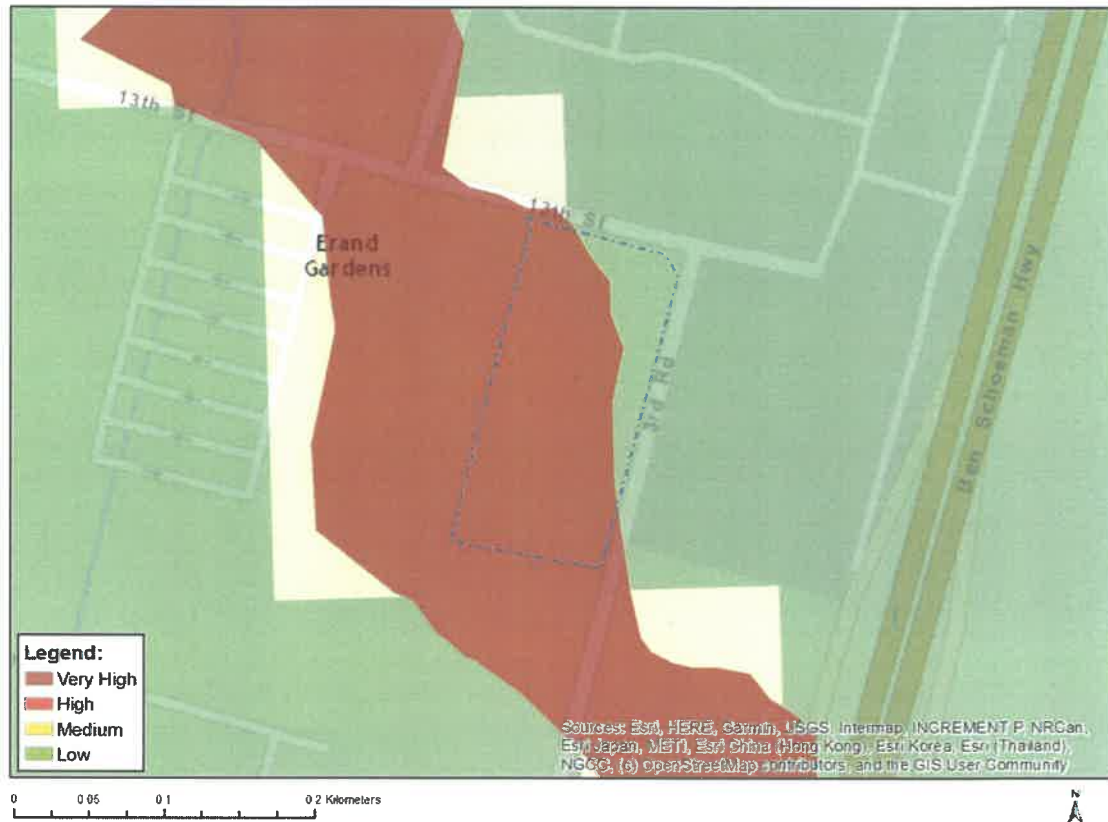 13th St
13th St
Erand
Gardens
3rd Rd
Ben Schoeman Hwy
Legend:
Very High
High
Medium
Low
Sources: Esri, HERE, Garmin, USGS, Intermap, INCREMENT P, NRCan,
Esri Japan, METI, Esri China (Hong Kong), Esri Korea, Esri (Thailand),
NGCC, (c) OpenStreetMap contributors, and the GIS User Community
0 0.05 0.1 0.2 Kilometers
N